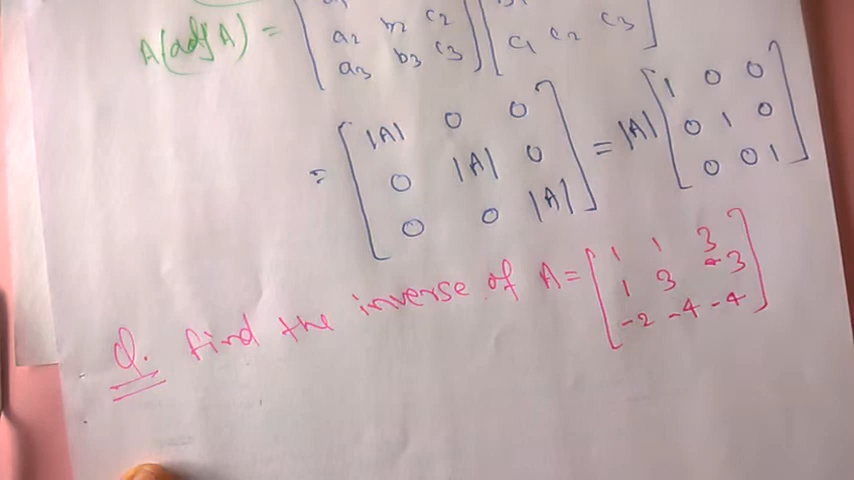 A(adj A) = [a2 b2 c2
a3 b3 c3] [c1 c2 c3]
= [|A| 0 0
0 |A| 0
0 0 |A|] = |A| [1 0 0
0 1 0
0 0 1]
Q. find the inverse of A = [1 1 3
1 3 -3
-2 -4 -4]